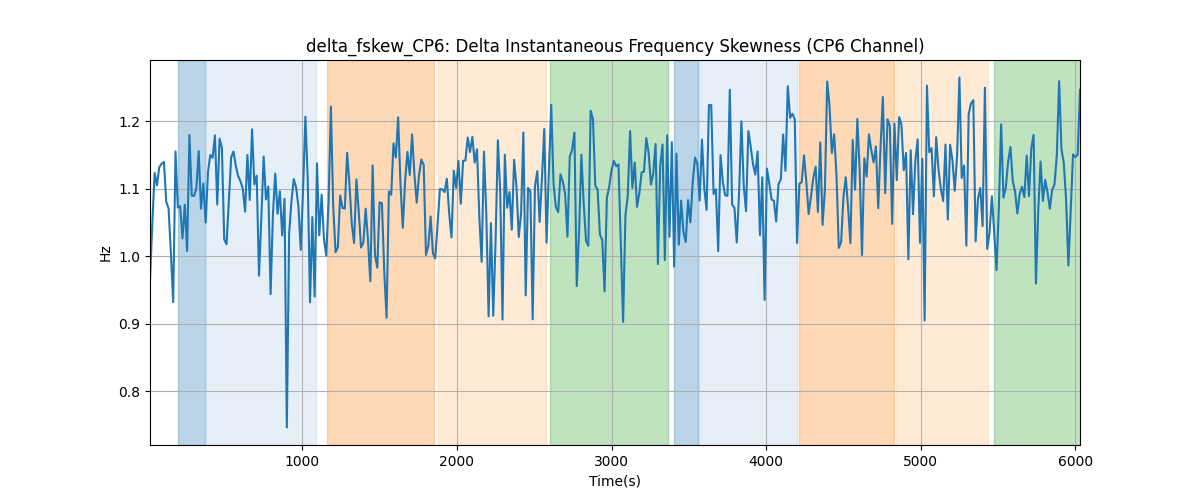 delta_fskew_CP6: Delta Instantaneous Frequency Skewness (CP6 Channel)
1.2
1.1
1.0
0.9
0.8
Hz
1000 2000 3000 4000 5000 6000
Time(s)